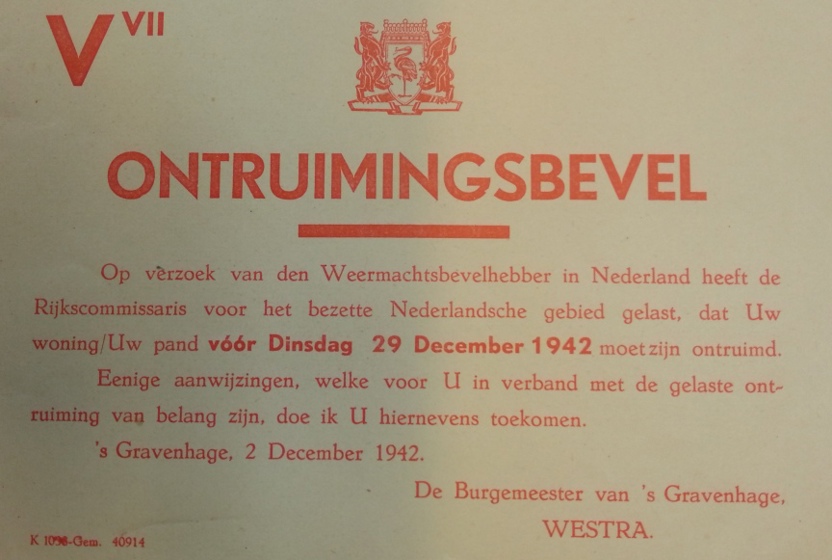 V VII
ONTRUIMINGSBEVEL
Op verzoek van den Weermachtsbevelhebber in Nederland heeft de
Rijkscommissaris voor het bezette Nederlandsche gebied gelast, dat Uw
woning/Uw pand vóór Dinsdag 29 December 1942 moet zijn ontruimd.
Eenige aanwijzingen, welke voor U in verband met de gelaste ont-
ruiming van belang zijn, doe ik U hiernevens toekomen.
's Gravenhage, 2 December 1942.
De Burgemeester van 's Gravenhage,
WESTRA.
-Gem. 40914